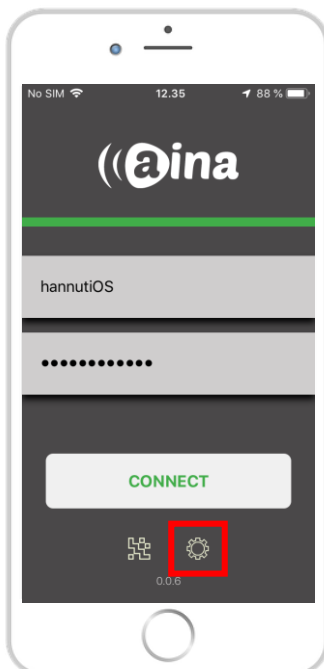 No SIM 12.35 88 %
aina
hannutiOS
••••••••••••
CONNECT
0.0.6